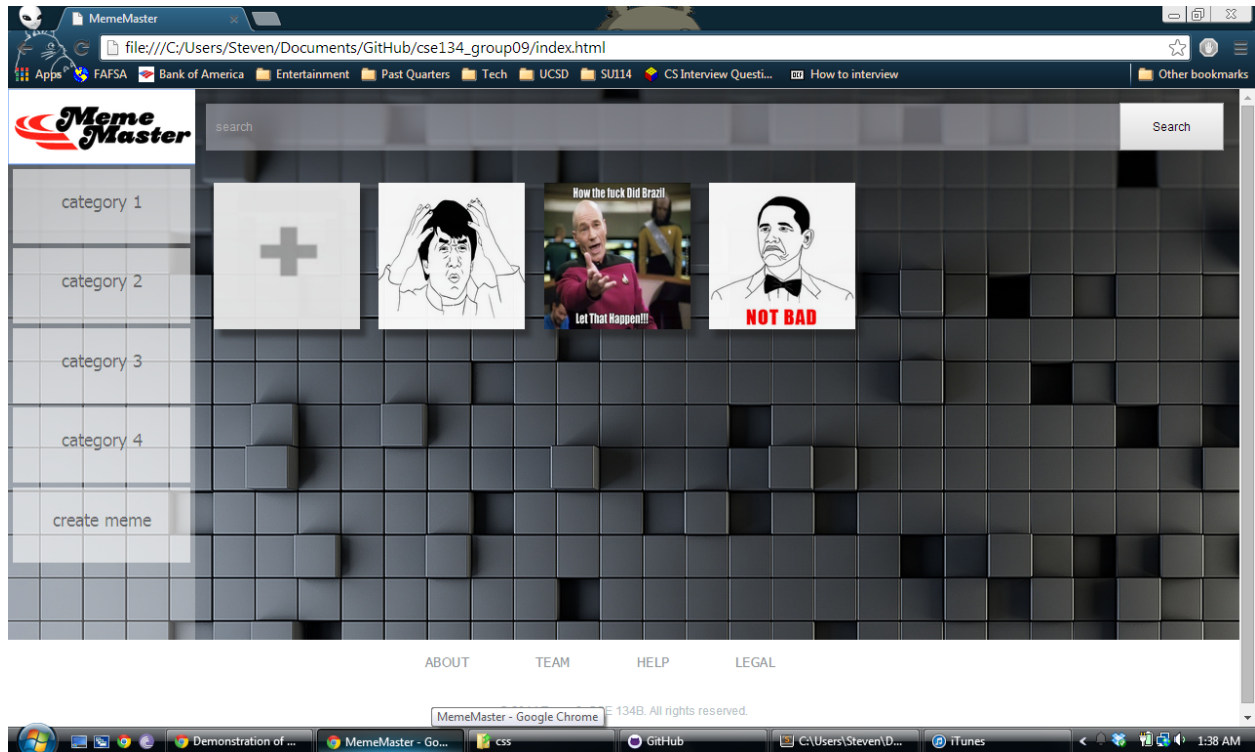 MemeMaster
file:///C:/Users/Steven/Documents/GitHub/cse134_group09/index.html
Apps FAFSA Bank of America Entertainment Past Quarters Tech UCSD SU114 CS Interview Questi... How to interview Other bookmarks
Meme
Master
search
Search
category 1
category 2
category 3
category 4
create meme
How the fuck Did Brazil
Let That Happen!!!
NOT BAD
ABOUT TEAM HELP LEGAL
134B. All rights reserved.
MemeMaster - Google Chrome
Demonstration of ... MemeMaster - Go... css GitHub C:\Users\Steven\D... iTunes 1:38 AM